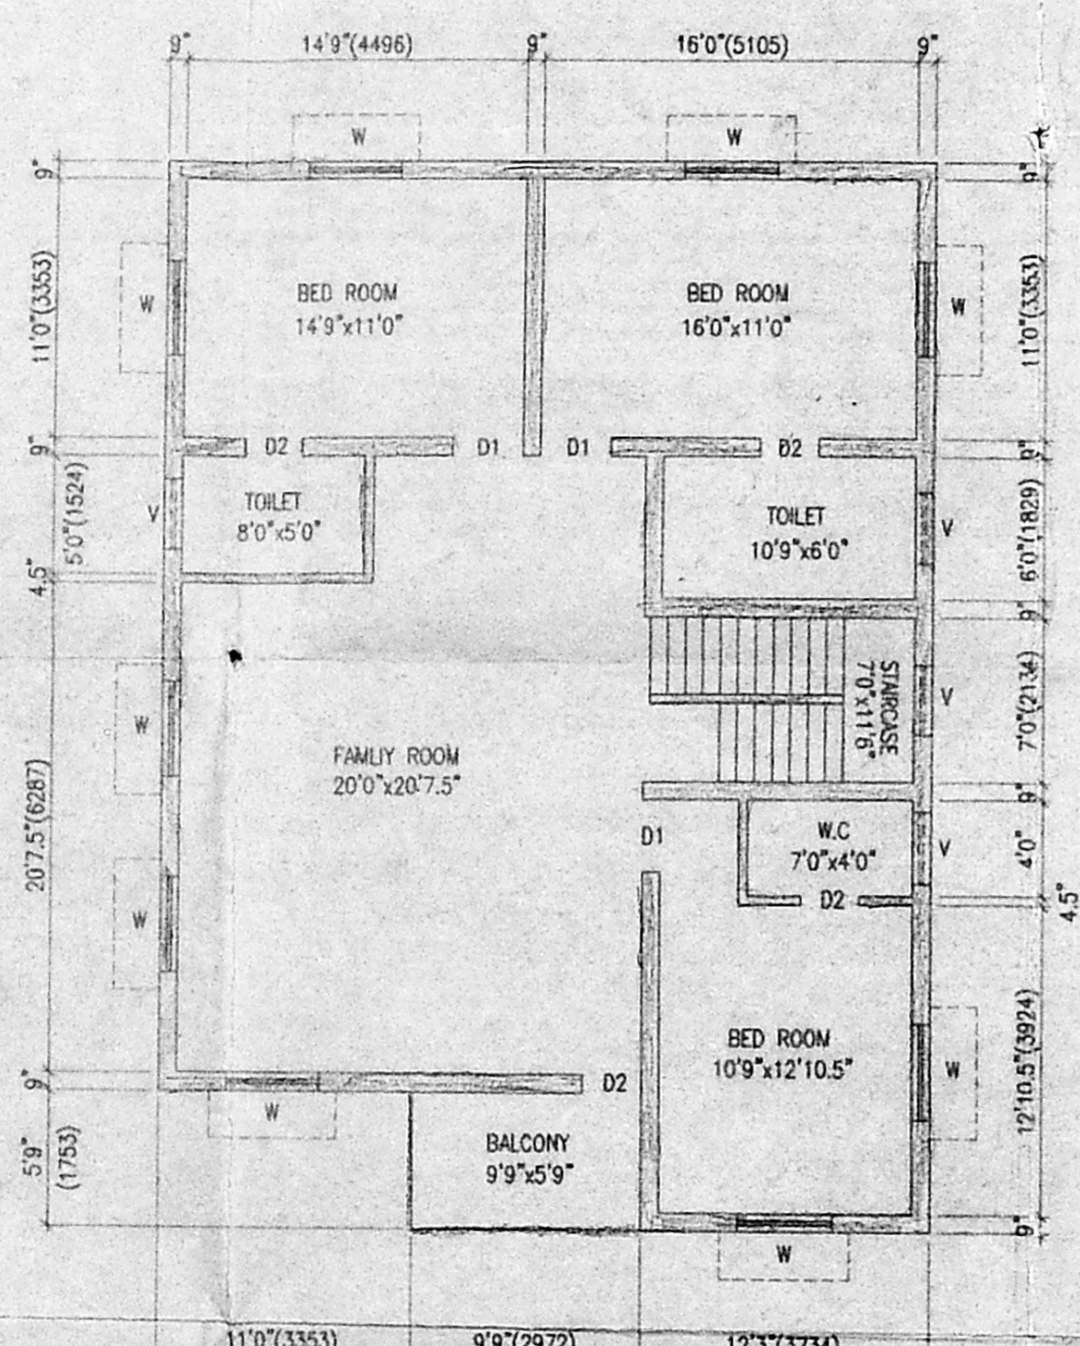 9" 14'9"(4496) 9" 16'0"(5105) 9"
W W
9" 9"
11'0"(3353) W BED ROOM BED ROOM W 11'0"(3353)
14'9"x11'0" 16'0"x11'0"
9" D2 D1 D1 D2 9"
5'0"(1524) V TOILET TOILET V 6'0"(1829)
8'0"x5'0" 10'9"x6'0"
4.5" 9"
STAIRCASE V 7'0"(2134)
7'0"x11'6"
W FAMLIY ROOM
20'0"x20'7.5" 9"
20'7.5"(6287) D1 W.C V 4'0"
7'0"x4'0"
W D2 4.5"
BED ROOM W 12'10.5"(3924)
10'9"x12'10.5"
9" D2
W
5'9" BALCONY
(1753) 9'9"x5'9"
9"
W
11'0"(3353) 9'9"(2972) 12'3"(3734)